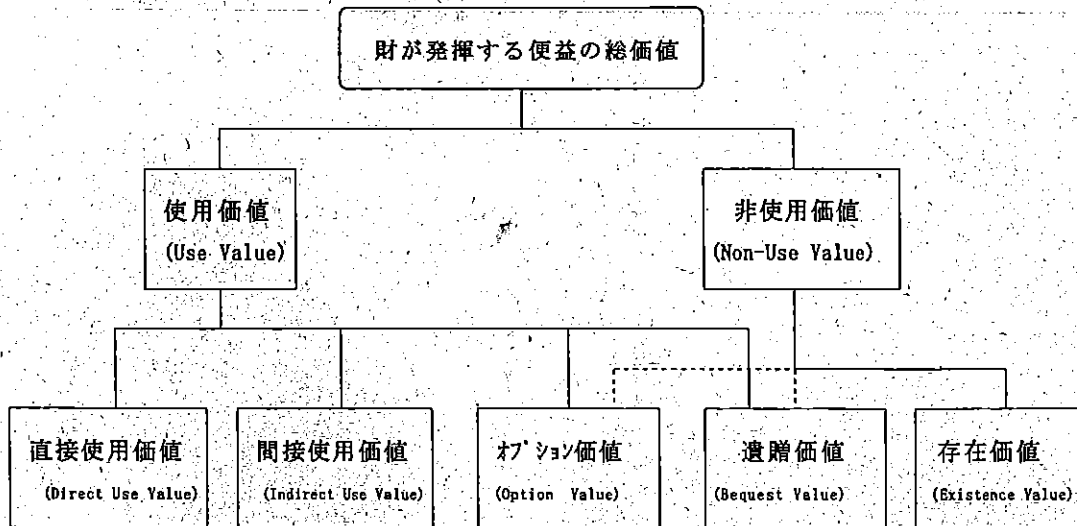 財が発揮する便益の総価値
使用価値
(Use Value)
非使用価値
(Non-Use Value)
直接使用価値
(Direct Use Value)
間接使用価値
(Indirect Use Value)
オプション価値
(Option Value)
遺贈価値
(Bequest Value)
存在価値
(Existence Value)